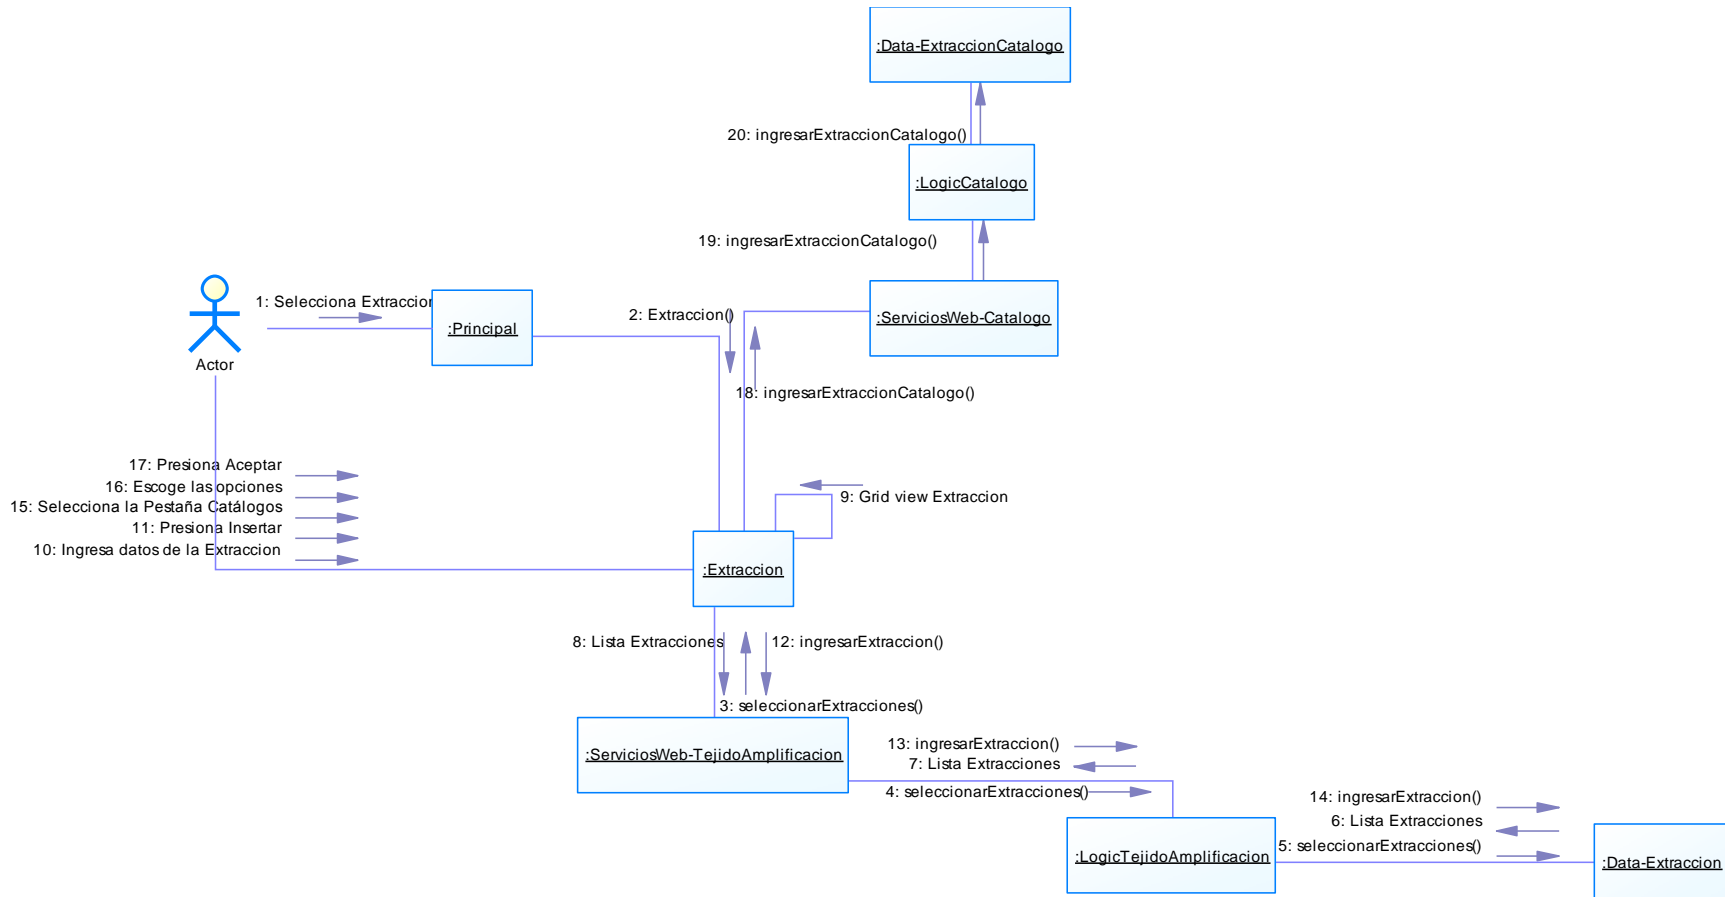 :Data-ExtraccionCatalogo
20: ingresarExtraccionCatalogo()
:LogicCatalogo
19: ingresarExtraccionCatalogo()
1: Selecciona Extraccion
2: Extraccion()
:ServiciosWeb-Catalogo
:Principal
Actor
18: ingresarExtraccionCatalogo()
17: Presiona Aceptar
16: Escoge las opciones
15: Selecciona la Pestaña Catálogos
11: Presiona Insertar
10: Ingresa datos de la Extraccion
9: Grid view Extraccion
:Extraccion
8: Lista Extracciones
12: ingresarExtraccion()
3: seleccionarExtracciones()
:ServiciosWeb-TejidoAmplificacion
13: ingresarExtraccion()
7: Lista Extracciones
4: seleccionarExtracciones()
14: ingresarExtraccion()
6: Lista Extracciones
5: seleccionarExtracciones()
:LogicTejidoAmplificacion
:Data-Extraccion